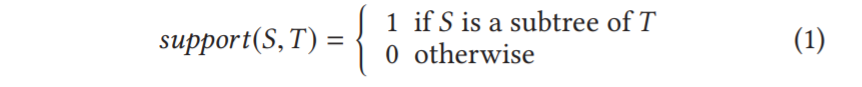 support(S, T) = { 1 if S is a subtree of T
0 otherwise (1)